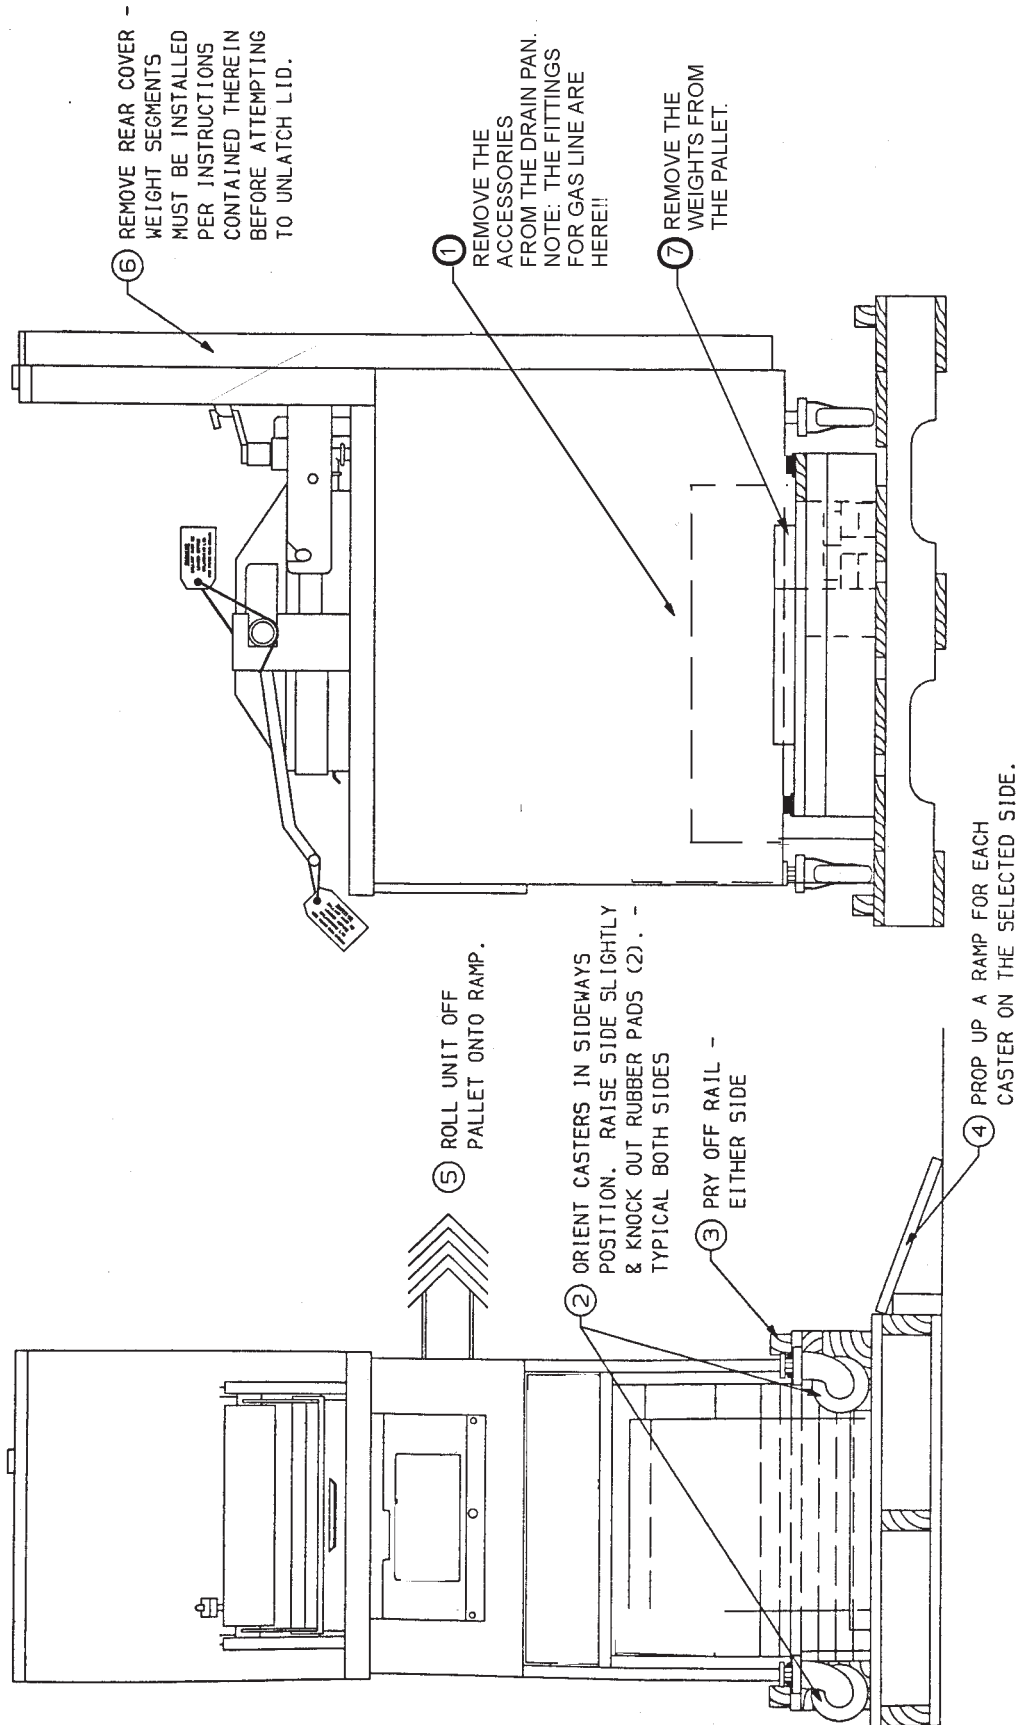 ① REMOVE THE
ACCESSORIES
FROM THE DRAIN PAN.
NOTE: THE FITTINGS
FOR GAS LINE ARE
HERE!!
② ORIENT CASTERS IN SIDEWAYS
POSITION. RAISE SIDE SLIGHTLY
& KNOCK OUT RUBBER PADS (2). -
TYPICAL BOTH SIDES
③ PRY OFF RAIL -
EITHER SIDE
④ PROP UP A RAMP FOR EACH
CASTER ON THE SELECTED SIDE.
⑤ ROLL UNIT OFF
PALLET ONTO RAMP.
⑥ REMOVE REAR COVER -
WEIGHT SEGMENTS
MUST BE INSTALLED
PER INSTRUCTIONS
CONTAINED THEREIN
BEFORE ATTEMPTING
TO UNLATCH LID.
⑦ REMOVE THE
WEIGHTS FROM
THE PALLET.